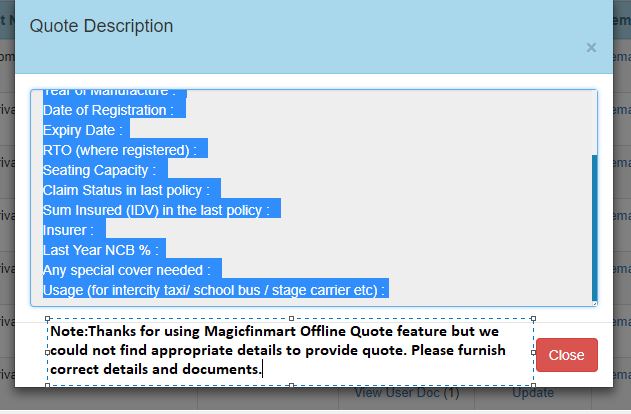 Quote Description
×
Year of Manufacture :
Date of Registration :
Expiry Date :
RTO (where registered) :
Seating Capacity :
Claim Status in last policy :
Sum Insured (IDV) in the last policy :
Insurer :
Last Year NCB % :
Any special cover needed :
Usage (for intercity taxi/ school bus / stage carrier etc) :
Note:Thanks for using Magicfinmart Offline Quote feature but we
could not find appropriate details to provide quote. Please furnish
correct details and documents.
Close
View User Doc (1) Update